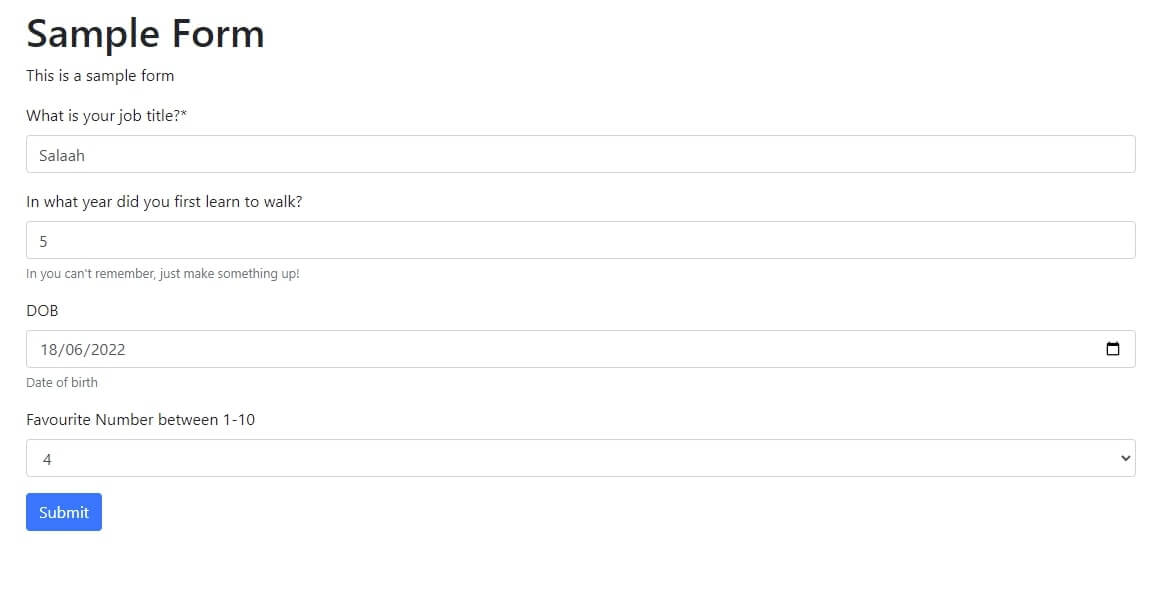 Sample Form
This is a sample form
What is your job title?*
Salaah
In what year did you first learn to walk?
5
In you can't remember, just make something up!
DOB
18/06/2022
Date of birth
Favourite Number between 1-10
4
Submit